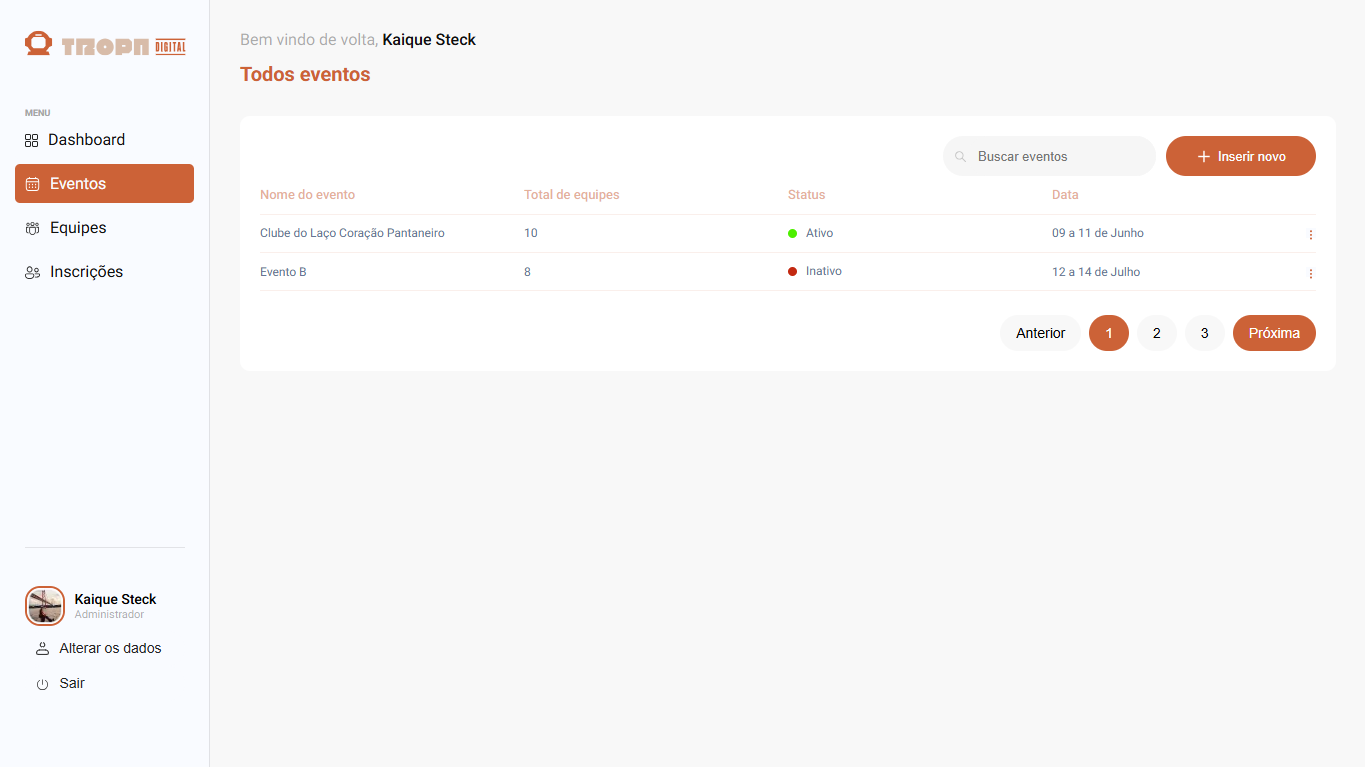 TROPA DIGITAL
MENU
Dashboard
Eventos
Equipes
Inscrições
Kaique Steck
Administrador
Alterar os dados
Sair
Bem vindo de volta, Kaique Steck
Todos eventos
Buscar eventos
Inserir novo
Nome do evento Total de equipes Status Data
Clube do Laço Coração Pantaneiro 10 Ativo 09 a 11 de Junho
Evento B 8 Inativo 12 a 14 de Julho
Anterior 1 2 3 Próxima